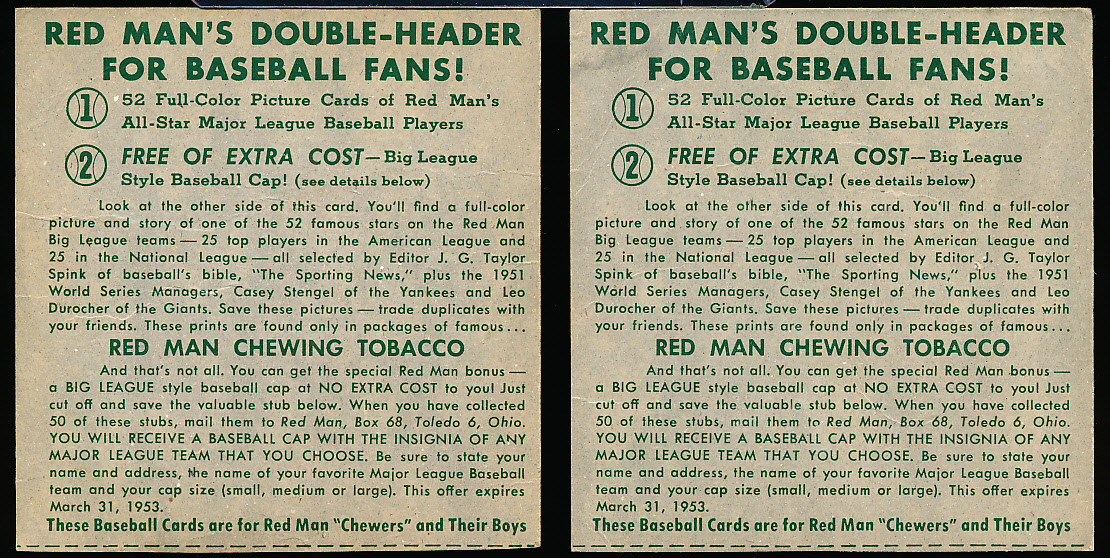 RED MAN'S DOUBLE-HEADER
FOR BASEBALL FANS!
1 52 Full-Color Picture Cards of Red Man's
All-Star Major League Baseball Players
2 FREE OF EXTRA COST—Big League
Style Baseball Cap! (see details below)
Look at the other side of this card. You'll find a full-color
picture and story of one of the 52 famous stars on the Red Man
Big League teams — 25 top players in the American League and
25 in the National League — all selected by Editor J. G. Taylor
Spink of baseball's bible, "The Sporting News," plus the 1951
World Series Managers, Casey Stengel of the Yankees and Leo
Durocher of the Giants. Save these pictures — trade duplicates with
your friends. These prints are found only in packages of famous...
RED MAN CHEWING TOBACCO
And that's not all. You can get the special Red Man bonus —
a BIG LEAGUE style baseball cap at NO EXTRA COST to you! Just
cut off and save the valuable stub below. When you have collected
50 of these stubs, mail them to Red Man, Box 68, Toledo 6, Ohio.
YOU WILL RECEIVE A BASEBALL CAP WITH THE INSIGNIA OF ANY
MAJOR LEAGUE TEAM THAT YOU CHOOSE. Be sure to state your
name and address, the name of your favorite Major League Baseball
team and your cap size (small, medium or large). This offer expires
March 31, 1953.
These Baseball Cards are for Red Man "Chewers" and Their Boys
RED MAN'S DOUBLE-HEADER
FOR BASEBALL FANS!
1 52 Full-Color Picture Cards of Red Man's
All-Star Major League Baseball Players
2 FREE OF EXTRA COST—Big League
Style Baseball Cap! (see details below)
Look at the other side of this card. You'll find a full-color
picture and story of one of the 52 famous stars on the Red Man
Big League teams — 25 top players in the American League and
25 in the National League — all selected by Editor J. G. Taylor
Spink of baseball's bible, "The Sporting News," plus the 1951
World Series Managers, Casey Stengel of the Yankees and Leo
Durocher of the Giants. Save these pictures — trade duplicates with
your friends. These prints are found only in packages of famous...
RED MAN CHEWING TOBACCO
And that's not all. You can get the special Red Man bonus —
a BIG LEAGUE style baseball cap at NO EXTRA COST to you! Just
cut off and save the valuable stub below. When you have collected
50 of these stubs, mail them to Red Man, Box 68, Toledo 6, Ohio.
YOU WILL RECEIVE A BASEBALL CAP WITH THE INSIGNIA OF ANY
MAJOR LEAGUE TEAM THAT YOU CHOOSE. Be sure to state your
name and address, the name of your favorite Major League Baseball
team and your cap size (small, medium or large). This offer expires
March 31, 1953.
These Baseball Cards are for Red Man "Chewers" and Their Boys